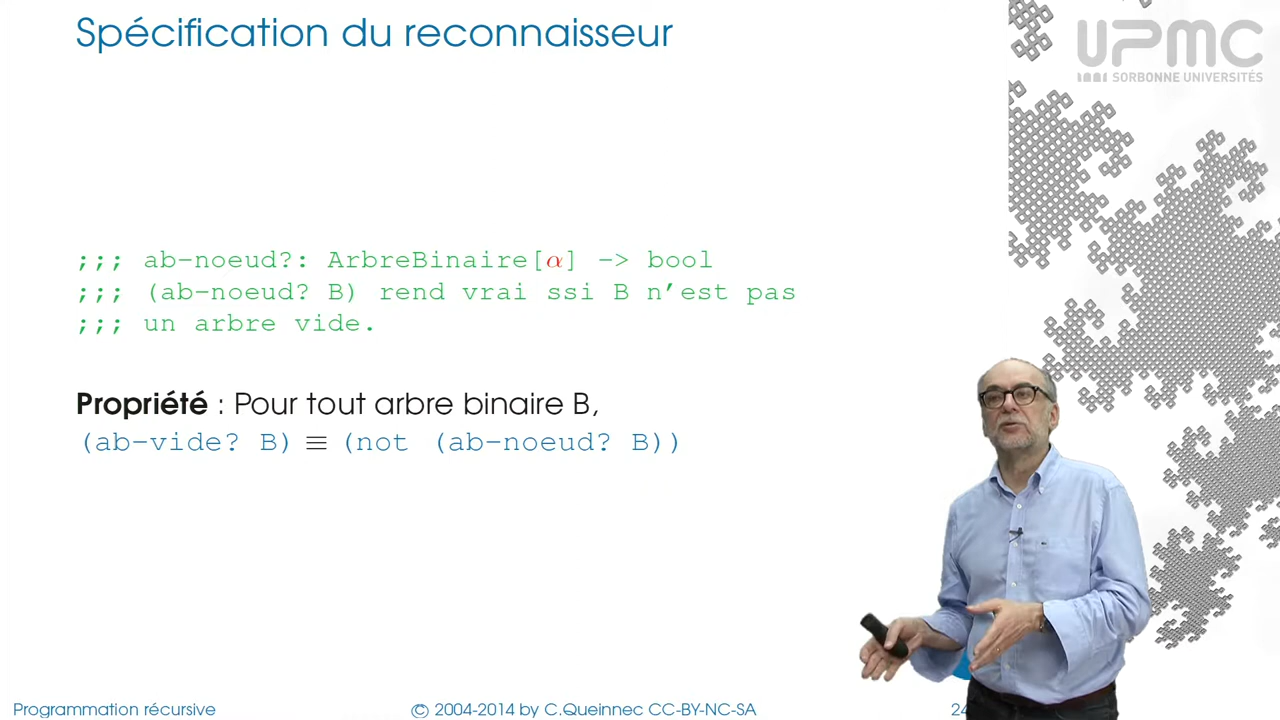 Spécification du reconnaisseur
UPMC
SORBONNE UNIVERSITÉS
;;; ab-noeud?: ArbreBinaire[α] -> bool
;;; (ab-noeud? B) rend vrai ssi B n'est pas
;;; un arbre vide.
Propriété : Pour tout arbre binaire B,
(ab-vide? B) ≡ (not (ab-noeud? B))
Programmation récursive
© 2004-2014 by C.Queinnec CC-BY-NC-SA